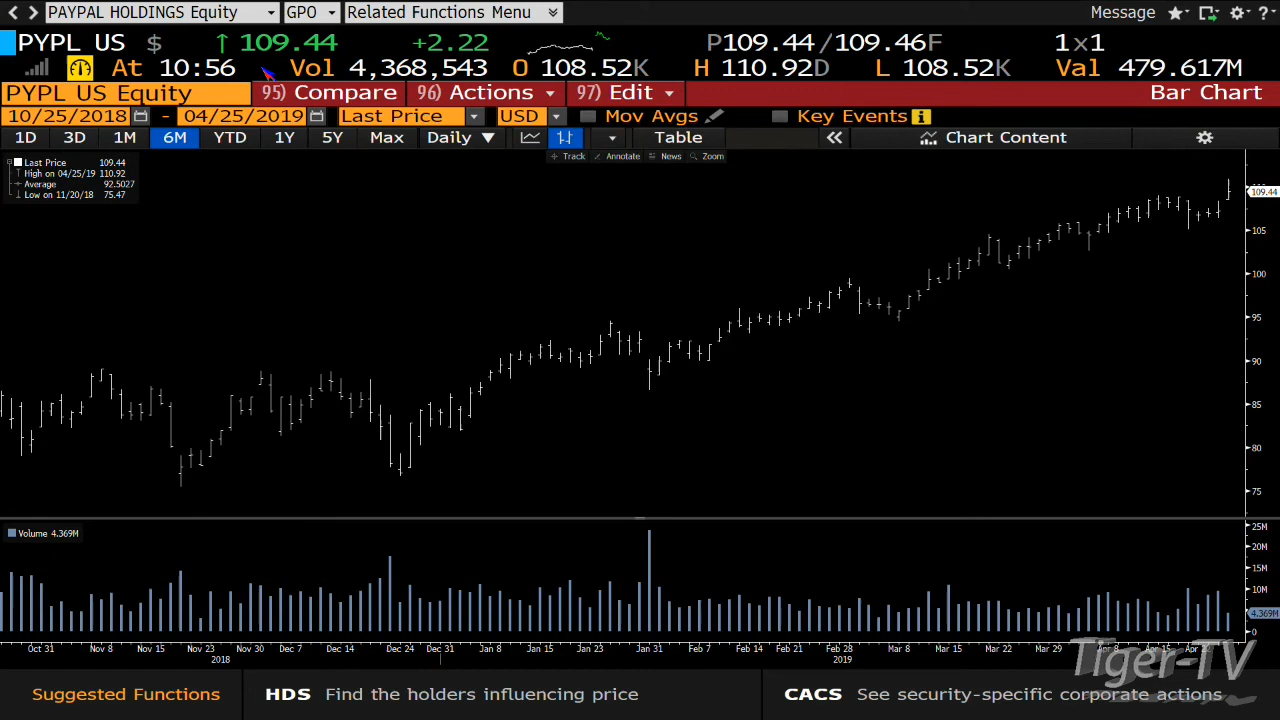 PAYPAL HOLDINGS Equity GPO Related Functions Menu Message ?
PYPL US $ ↑ 109.44 +2.22 P109.44/109.46F 1x1
At 10:56 Vol 4,368,543 O 108.52K H 110.92D L 108.52K Val 479.617M
PYPL US Equity 95) Compare 96) Actions 97) Edit Bar Chart
10/25/2018 - 04/25/2019 Last Price USD Mov Avgs Key Events i
1D 3D 1M 6M YTD 1Y 5Y Max Daily ▼ Table « Chart Content
Track Annotate News Zoom
Last Price 109.44
High on 04/25/19 110.92
Average 92.5027
Low on 11/20/18 75.47
109.44
105
100
95
90
85
80
75
Volume 4.369M
25M
20M
15M
10M
4.369M
0
Oct 31 Nov 8 Nov 15 Nov 23 Nov 30 Dec 7 Dec 14 Dec 24 Dec 31 Jan 8 Jan 15 Jan 23 Jan 31 Feb 7 Feb 14 Feb 21 Feb 28 Mar 8 Mar 15 Mar 22 Mar 29 Apr 8 Apr 15 Apr
2018 2019
Tiger-TV
Suggested Functions HDS Find the holders influencing price CACS See security-specific corporate actions